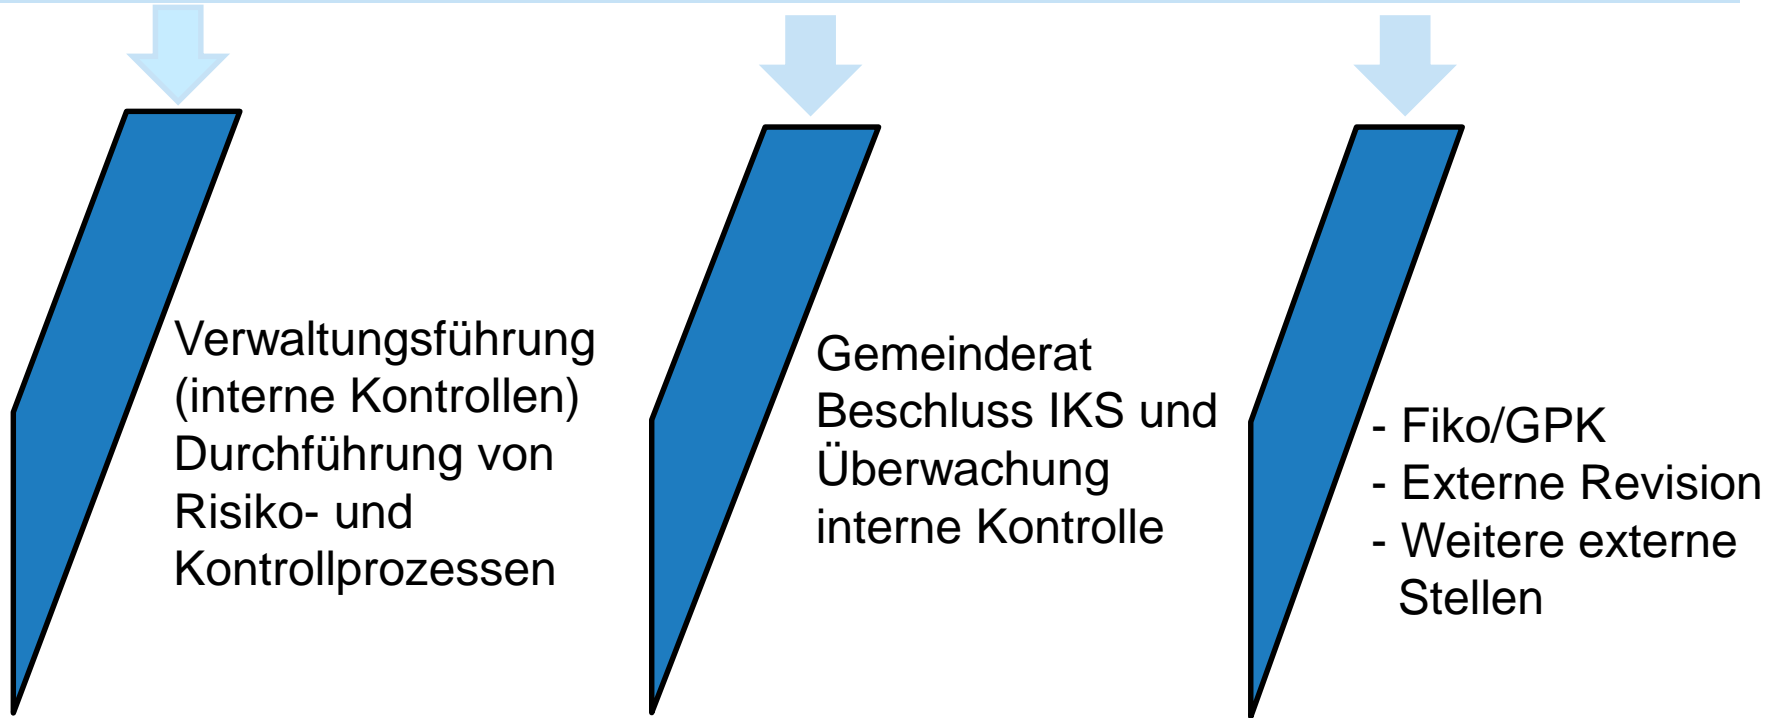 Verwaltungsführung
(interne Kontrollen)
Durchführung von
Risiko- und
Kontrollprozessen
Gemeinderat
Beschluss IKS und
Überwachung
interne Kontrolle
- Fiko/GPK
- Externe Revision
- Weitere externe
Stellen